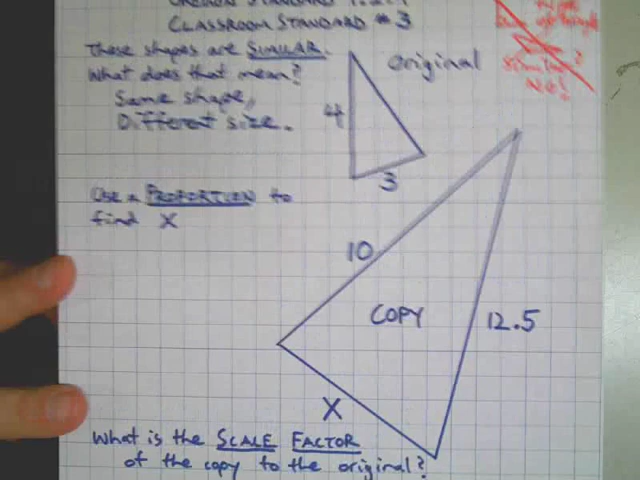 CLASSROOM STANDARD #3
These shapes are SIMILAR.
What does that mean?
Same shape,
Different size.
original
4
3
Use a PROPORTION to
find X
10
COPY
12.5
X
What is the SCALE FACTOR
of the copy to the original?